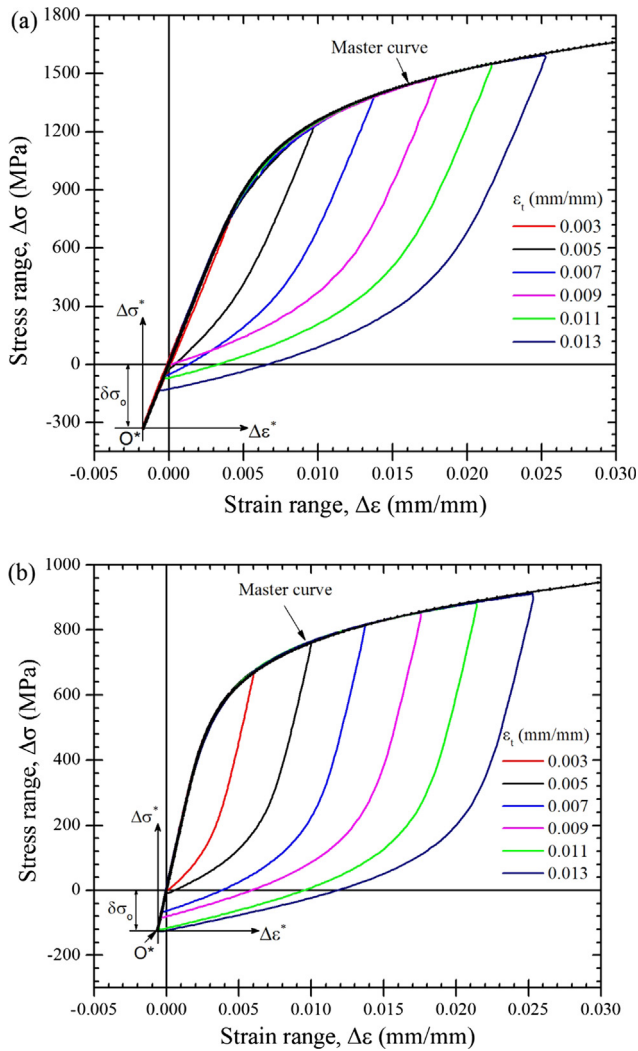 (a)
1800
1500
1200
900
600
300
0
-300
Stress range, Δσ (MPa)
Master curve
εt (mm/mm)
0.003
0.005
0.007
0.009
0.011
0.013
Δσ*
δσo
O*
Δε*
-0.005 0.000 0.005 0.010 0.015 0.020 0.025 0.030
Strain range, Δε (mm/mm)
(b)
1000
800
600
400
200
0
-200
Stress range, Δσ (MPa)
Master curve
εt (mm/mm)
0.003
0.005
0.007
0.009
0.011
0.013
Δσ*
δσo
O*
Δε*
-0.005 0.000 0.005 0.010 0.015 0.020 0.025 0.030
Strain range, Δε (mm/mm)